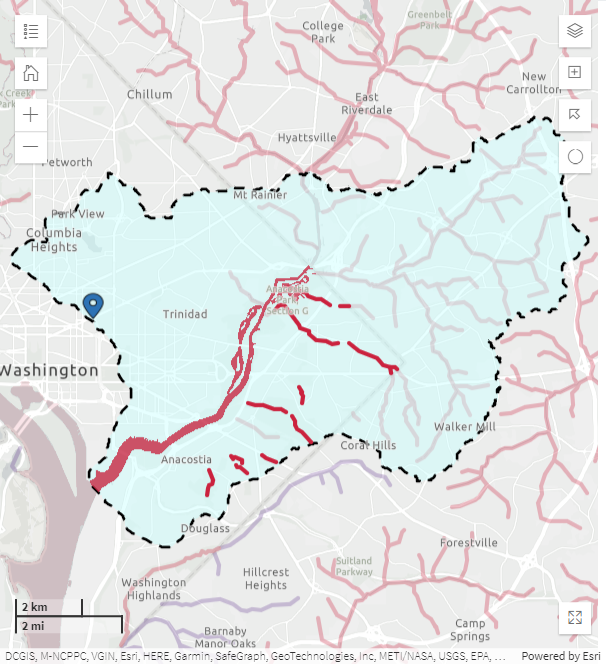 College
Park
Greenbelt
Park
New
Carrollton
Chillum
East
Riverdale
Hyattsville
Petworth
Mt Rainier
Park View
Columbia
Heights
Anacostia
Park
Section G
Trinidad
Washington
Walker Mill
Coral Hills
Anacostia
Douglass
Forestville
Suitland
Parkway
Hillcrest
Heights
Washington
Highlands
2 km
2 mi
Camp
Springs
Barnaby
Manor Oaks
DCGIS, M-NCPPC, VGIN, Esri, HERE, Garmin, SafeGraph, GeoTechnologies, Inc, METI/NASA, USGS, EPA, ...
Powered by Esri